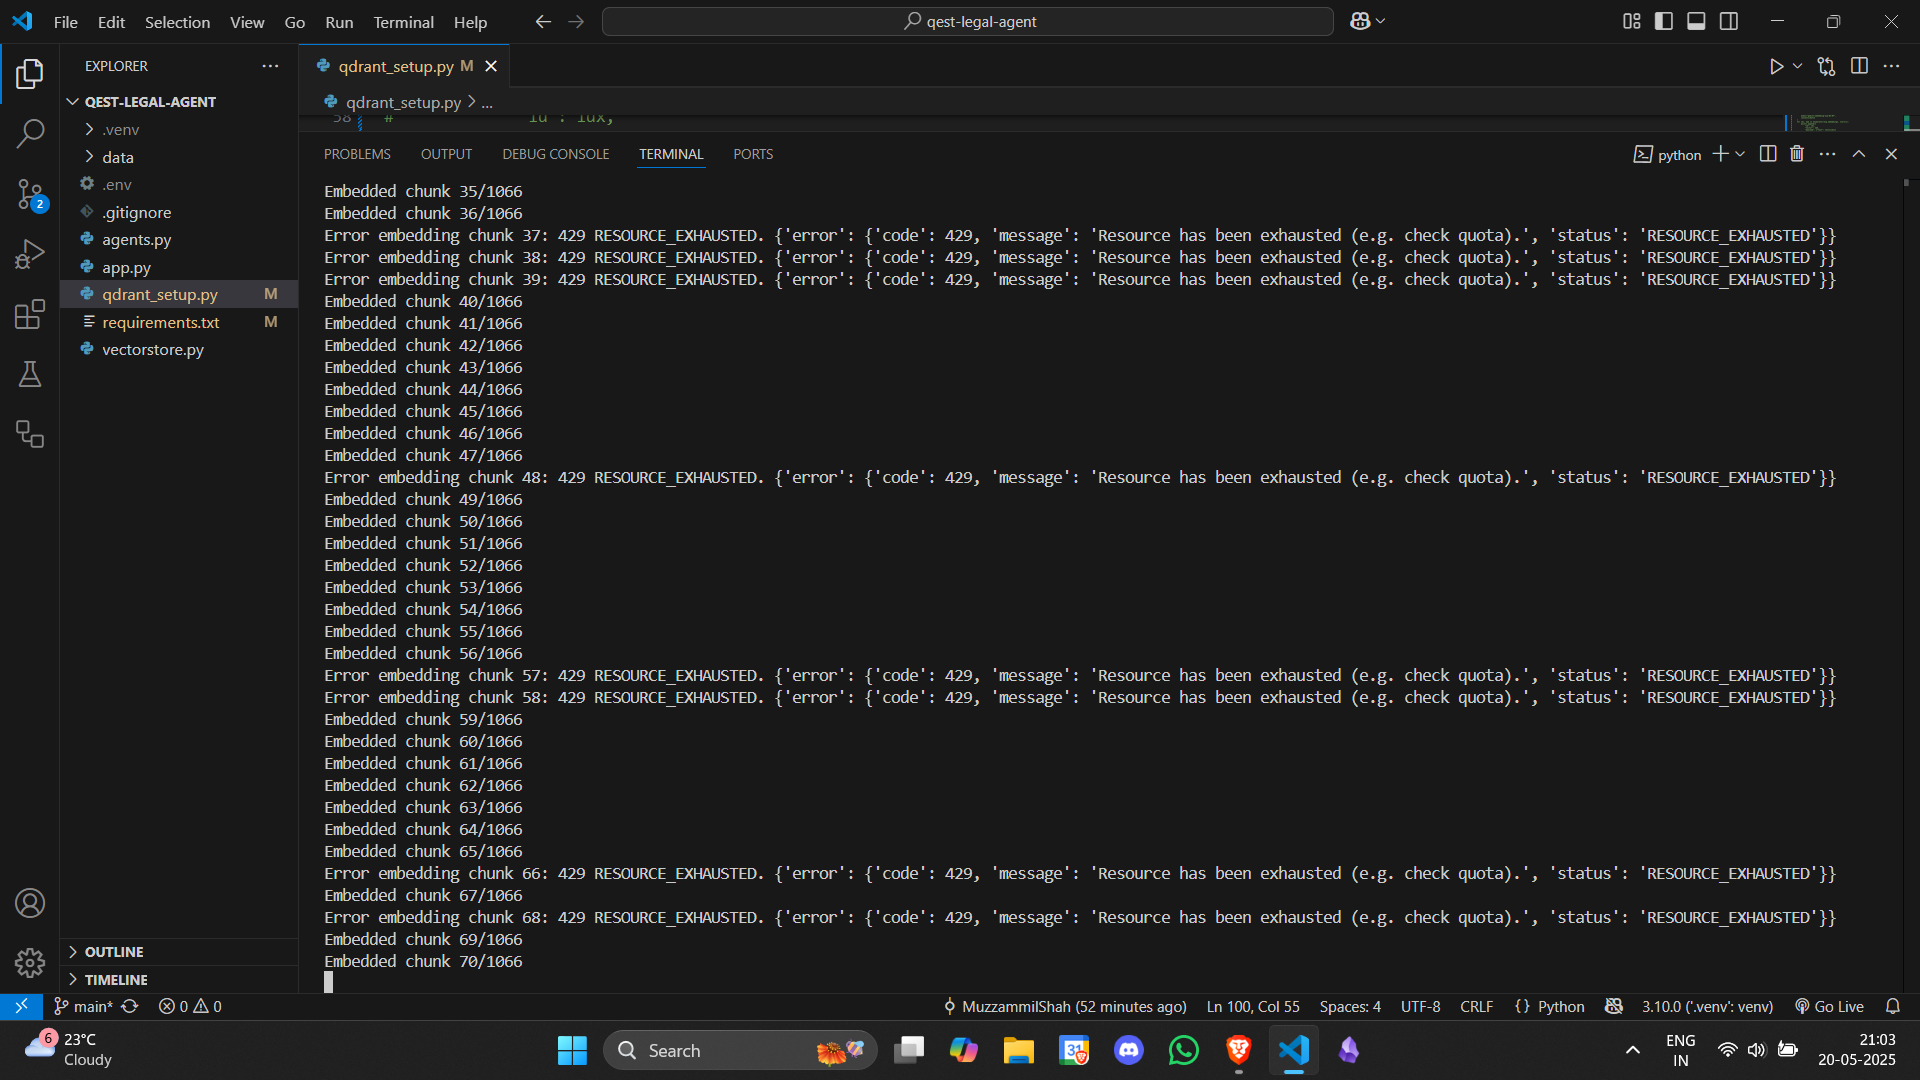 File Edit Selection View Go Run Terminal Help
qest-legal-agent
EXPLORER
QEST-LEGAL-AGENT
.venv
data
.env
.gitignore
agents.py
app.py
qdrant_setup.py M
requirements.txt M
vectorstore.py
OUTLINE
TIMELINE
qdrant_setup.py M
qdrant_setup.py > ...
PROBLEMS OUTPUT DEBUG CONSOLE TERMINAL PORTS
python
Embedded chunk 35/1066
Embedded chunk 36/1066
Error embedding chunk 37: 429 RESOURCE_EXHAUSTED. {'error': {'code': 429, 'message': 'Resource has been exhausted (e.g. check quota).', 'status': 'RESOURCE_EXHAUSTED'}}
Error embedding chunk 38: 429 RESOURCE_EXHAUSTED. {'error': {'code': 429, 'message': 'Resource has been exhausted (e.g. check quota).', 'status': 'RESOURCE_EXHAUSTED'}}
Error embedding chunk 39: 429 RESOURCE_EXHAUSTED. {'error': {'code': 429, 'message': 'Resource has been exhausted (e.g. check quota).', 'status': 'RESOURCE_EXHAUSTED'}}
Embedded chunk 40/1066
Embedded chunk 41/1066
Embedded chunk 42/1066
Embedded chunk 43/1066
Embedded chunk 44/1066
Embedded chunk 45/1066
Embedded chunk 46/1066
Embedded chunk 47/1066
Error embedding chunk 48: 429 RESOURCE_EXHAUSTED. {'error': {'code': 429, 'message': 'Resource has been exhausted (e.g. check quota).', 'status': 'RESOURCE_EXHAUSTED'}}
Embedded chunk 49/1066
Embedded chunk 50/1066
Embedded chunk 51/1066
Embedded chunk 52/1066
Embedded chunk 53/1066
Embedded chunk 54/1066
Embedded chunk 55/1066
Embedded chunk 56/1066
Error embedding chunk 57: 429 RESOURCE_EXHAUSTED. {'error': {'code': 429, 'message': 'Resource has been exhausted (e.g. check quota).', 'status': 'RESOURCE_EXHAUSTED'}}
Error embedding chunk 58: 429 RESOURCE_EXHAUSTED. {'error': {'code': 429, 'message': 'Resource has been exhausted (e.g. check quota).', 'status': 'RESOURCE_EXHAUSTED'}}
Embedded chunk 59/1066
Embedded chunk 60/1066
Embedded chunk 61/1066
Embedded chunk 62/1066
Embedded chunk 63/1066
Embedded chunk 64/1066
Embedded chunk 65/1066
Error embedding chunk 66: 429 RESOURCE_EXHAUSTED. {'error': {'code': 429, 'message': 'Resource has been exhausted (e.g. check quota).', 'status': 'RESOURCE_EXHAUSTED'}}
Embedded chunk 67/1066
Error embedding chunk 68: 429 RESOURCE_EXHAUSTED. {'error': {'code': 429, 'message': 'Resource has been exhausted (e.g. check quota).', 'status': 'RESOURCE_EXHAUSTED'}}
Embedded chunk 69/1066
Embedded chunk 70/1066
2
main* 0 0 MuzzammilShah (52 minutes ago) Ln 100, Col 55 Spaces: 4 UTF-8 CRLF {} Python 3.10.0 ('.venv': venv) Go Live
6
23°C
Cloudy
Search
31
ENG
IN
21:03
20-05-2025